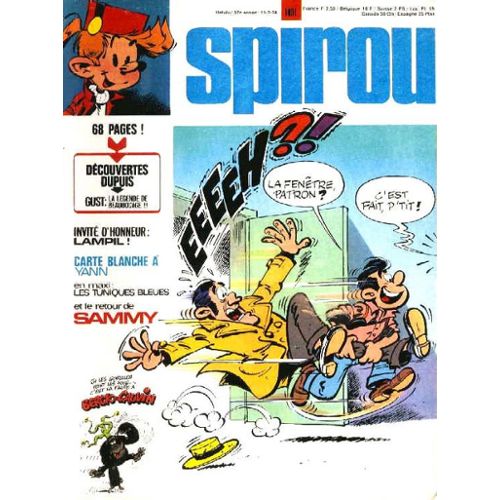 spirou
68 PAGES !
DÉCOUVERTES
DUPUIS
GUST: LA LÉGENDE DE
BEAUBOCAGE !!
INVITÉ D'HONNEUR:
LAMPIL !
CARTE BLANCHE À
YANN
en maxi:
LES TUNIQUES BLEUES
et le retour de
SAMMY
EEEEH?!
LA FENÊTRE,
PATRON?
C'EST
FAIT, P'TIT!